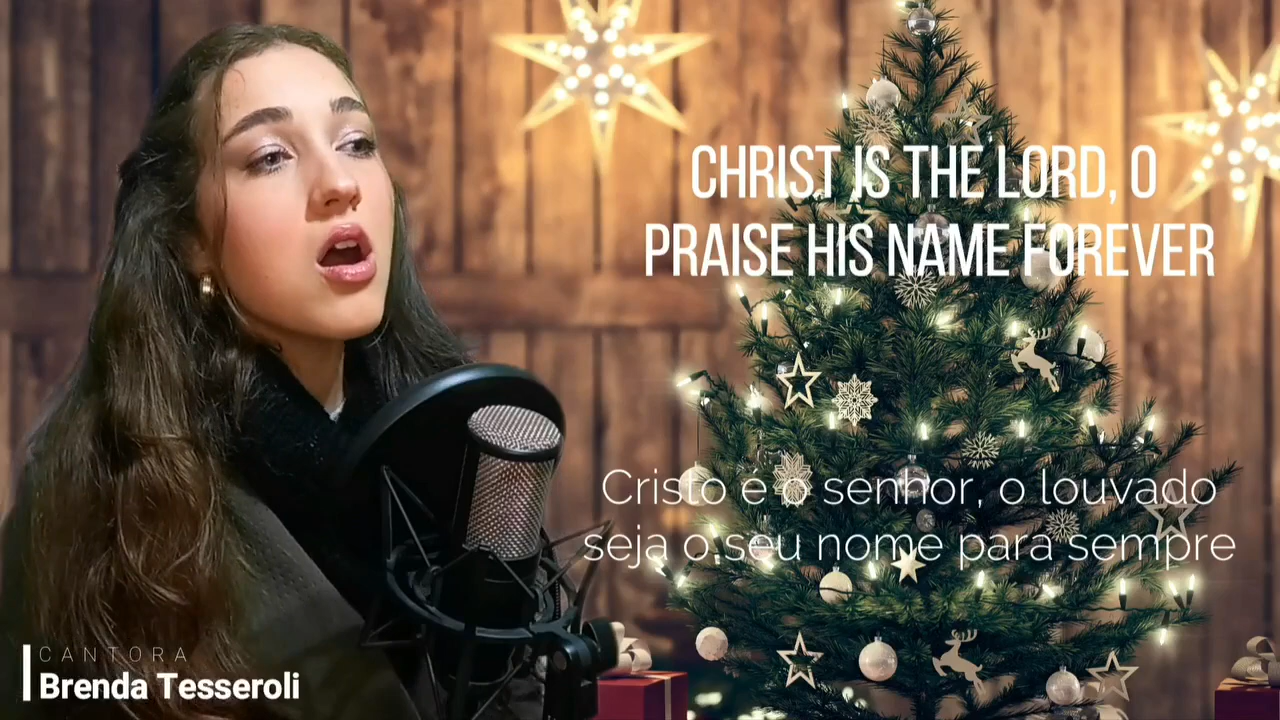 CHRIST IS THE LORD, O
PRAISE HIS NAME FOREVER
Cristo é o senhor, o louvado
seja o seu nome para sempre
CANTORA
Brenda Tesseroli